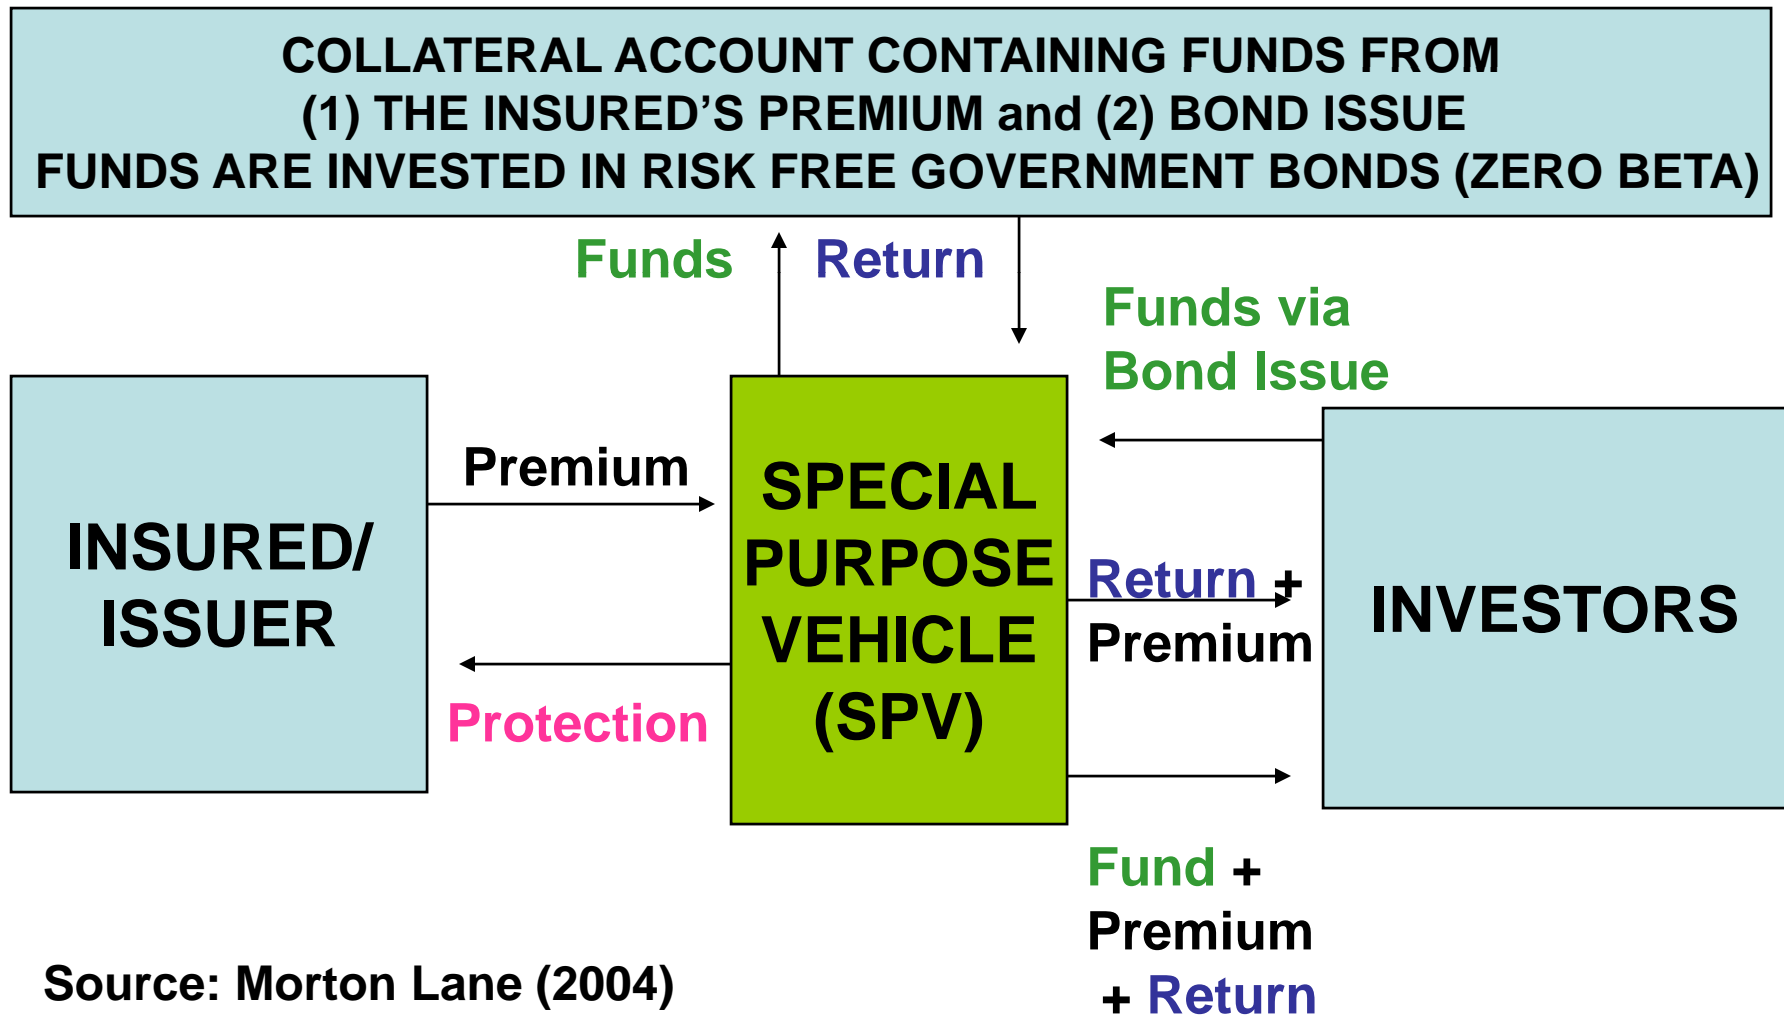 COLLATERAL ACCOUNT CONTAINING FUNDS FROM
(1) THE INSURED’S PREMIUM and (2) BOND ISSUE
FUNDS ARE INVESTED IN RISK FREE GOVERNMENT BONDS (ZERO BETA)
Funds
Return
Funds via
Bond Issue
INSURED/
ISSUER
Premium
Protection
SPECIAL
PURPOSE
VEHICLE
(SPV)
Return +
Premium
INVESTORS
Fund +
Premium
+ Return
Source: Morton Lane (2004)